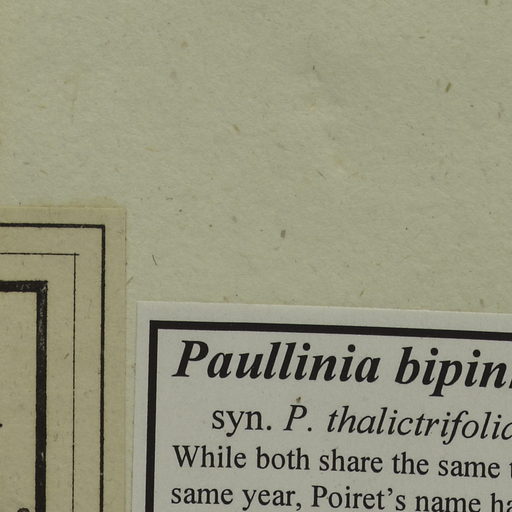 Paullinia bipin
syn. P. thalictrifolia
While both share the same
same year, Poiret's name ha